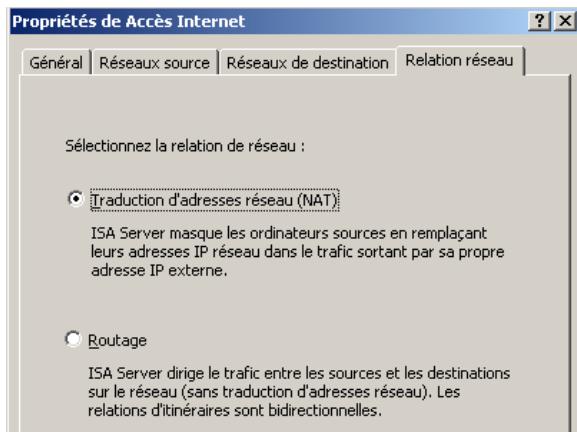 Propriétés de Accès Internet
Général Réseaux source Réseaux de destination Relation réseau
Sélectionnez la relation de réseau :
Traduction d'adresses réseau (NAT)
ISA Server masque les ordinateurs sources en remplaçant
leurs adresses IP réseau dans le trafic sortant par sa propre
adresse IP externe.
Routage
ISA Server dirige le trafic entre les sources et les destinations
sur le réseau (sans traduction d'adresses réseau). Les
relations d'itinéraires sont bidirectionnelles.